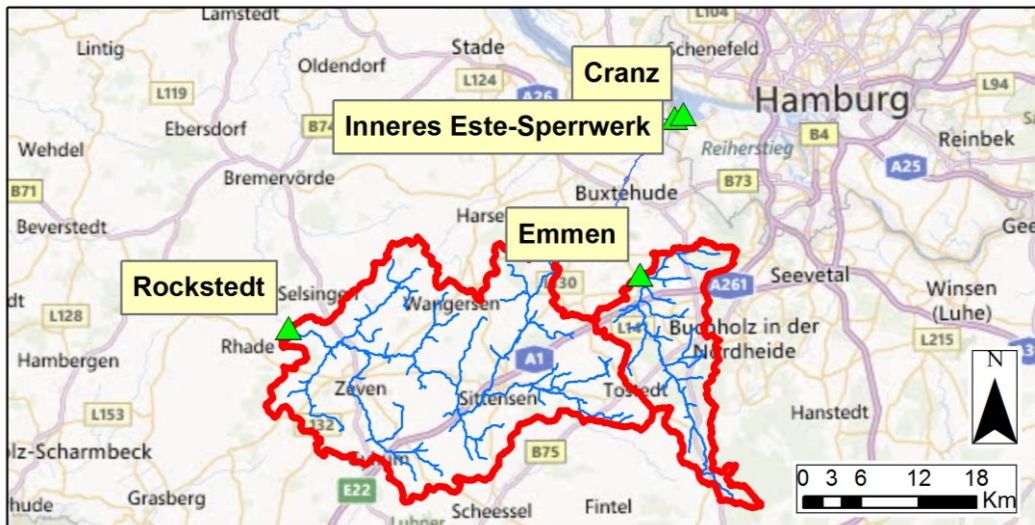 Lamstedt
L104
Lintig
Stade
Schenefeld
Oldendorf
Cranz
L119
L124
L94
A26
Hamburg
Ebersdorf
B74
Inneres Este-Sperrwerk
B4
Reinbek
Wehdel
Reiherstieg
A25
Bremervörde
B73
B71
Buxtehude
Beverstedt
Emmen
Rockstedt
Selsingen
A261
Seevetal
Wangersen
Winsen
(Luhe)
L128
Rhade
Buchholz in der
Nordheide
L215
Hambergen
A1
N
Zeven
Tostedt
Sittensen
Hanstedt
L153
L132
B75
0 3 6 12 18
Km
E22
Grasberg
Fintel
Scheessel